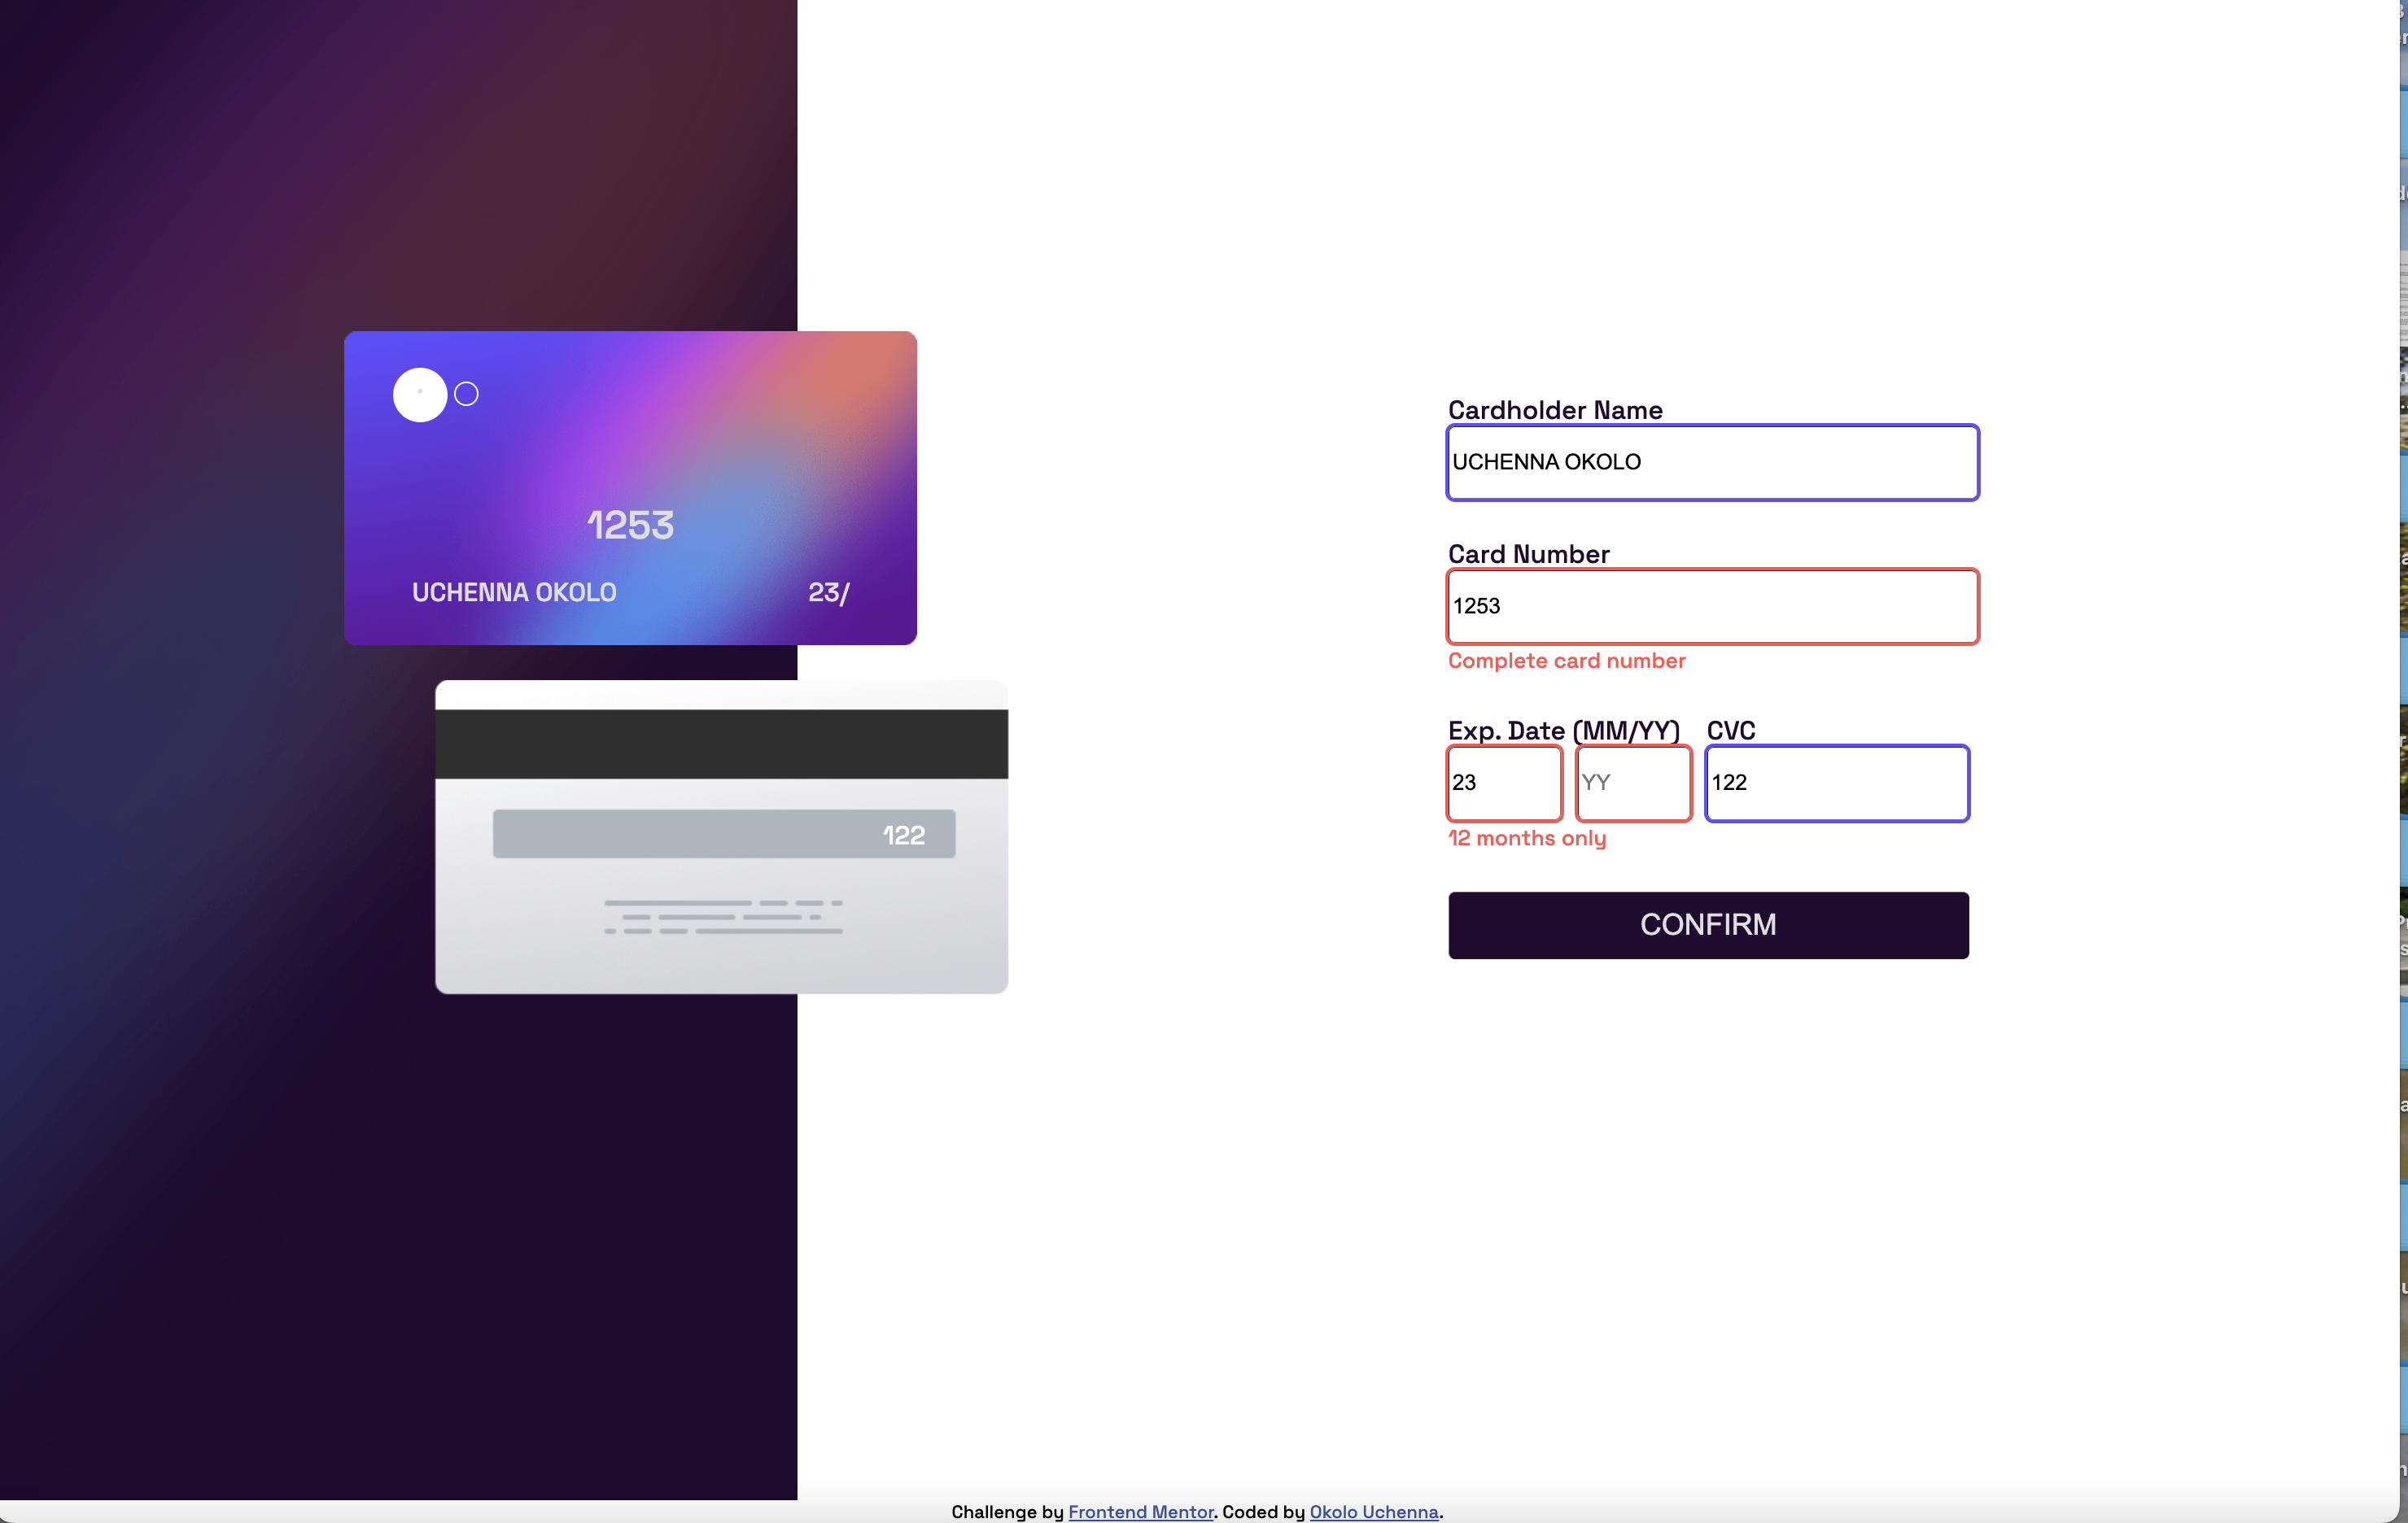 1253
UCHENNA OKOLO 23/
122
Cardholder Name
UCHENNA OKOLO
Card Number
1253
Complete card number
Exp. Date (MM/YY) CVC
23 YY 122
12 months only
CONFIRM
Challenge by Frontend Mentor. Coded by Okolo Uchenna.